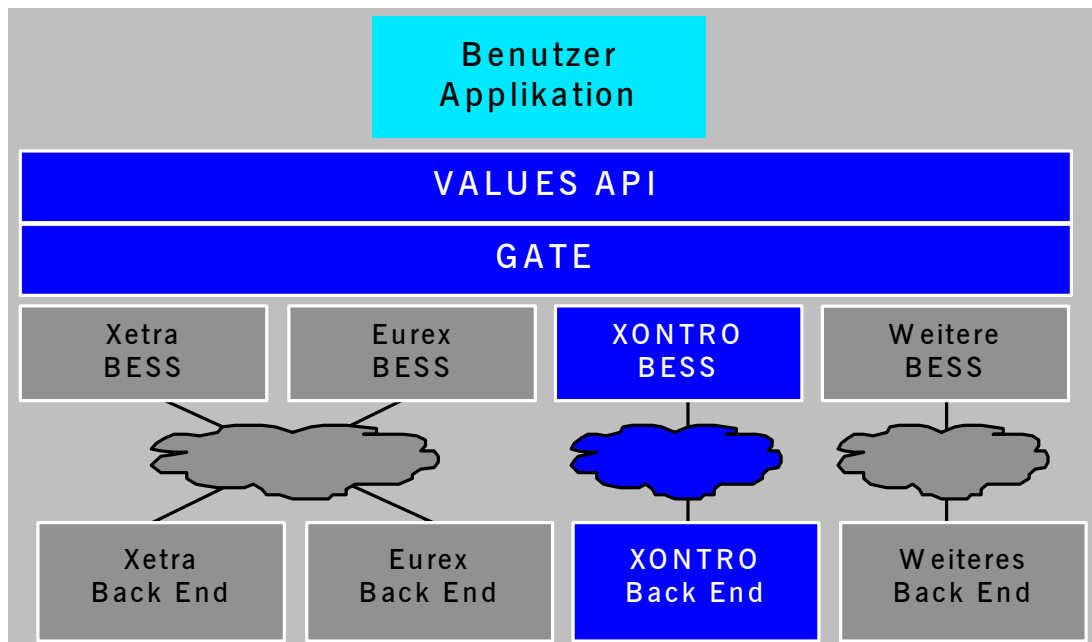 Benutzer
Applikation
VALUES API
GATE
Xetra
BESS
Eurex
BESS
XONTRO
BESS
Weitere
BESS
Xetra
Back End
Eurex
Back End
XONTRO
Back End
Weiteres
Back End